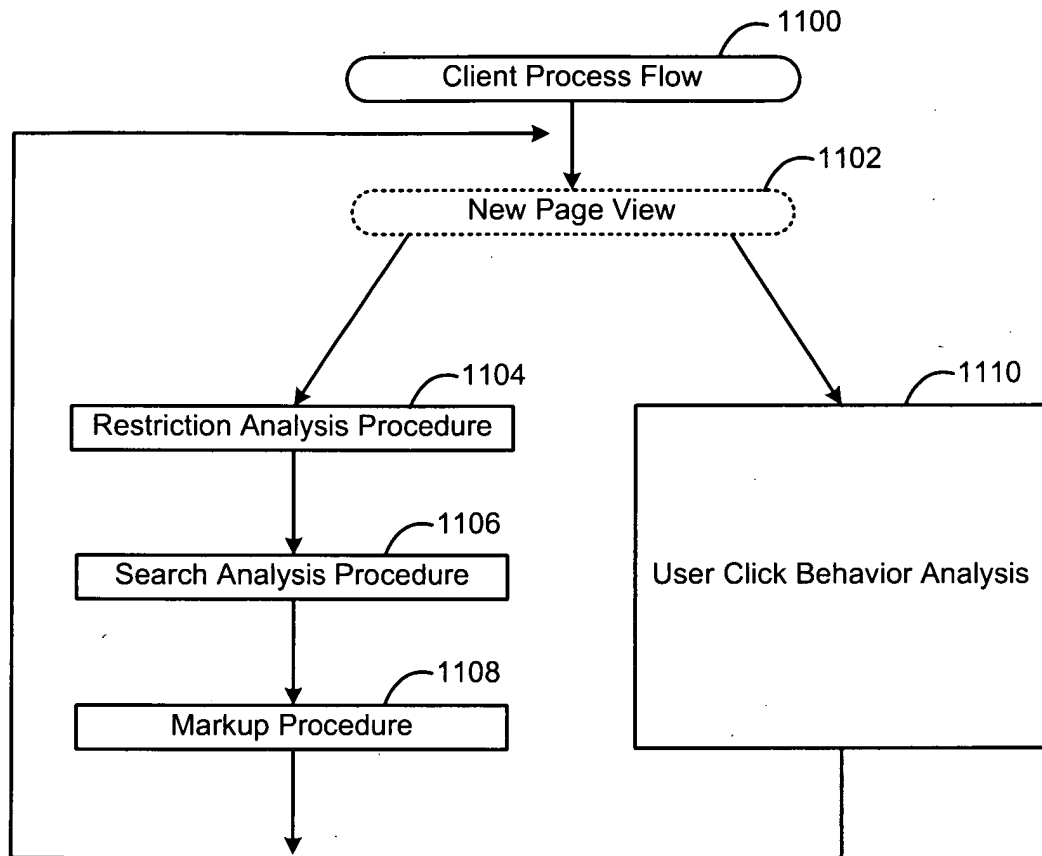 1100
Client Process Flow
1102
New Page View
1104
Restriction Analysis Procedure
1110
User Click Behavior Analysis
1106
Search Analysis Procedure
1108
Markup Procedure